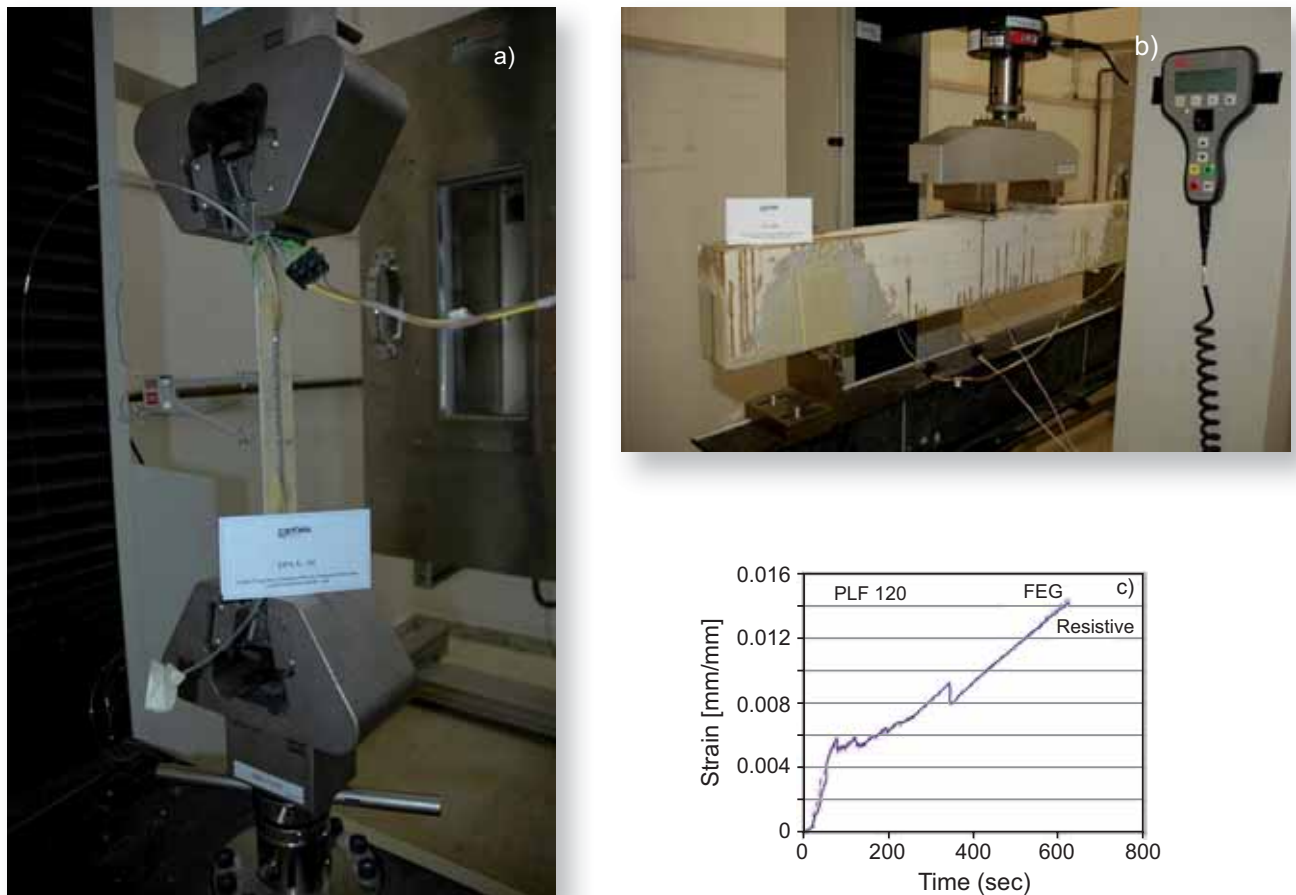 a)
b)
c)
PLF 120
FEG
Resistive
0.016
0.012
0.008
0.004
0
Strain [mm/mm]
0 200 400 600 800
Time (sec)